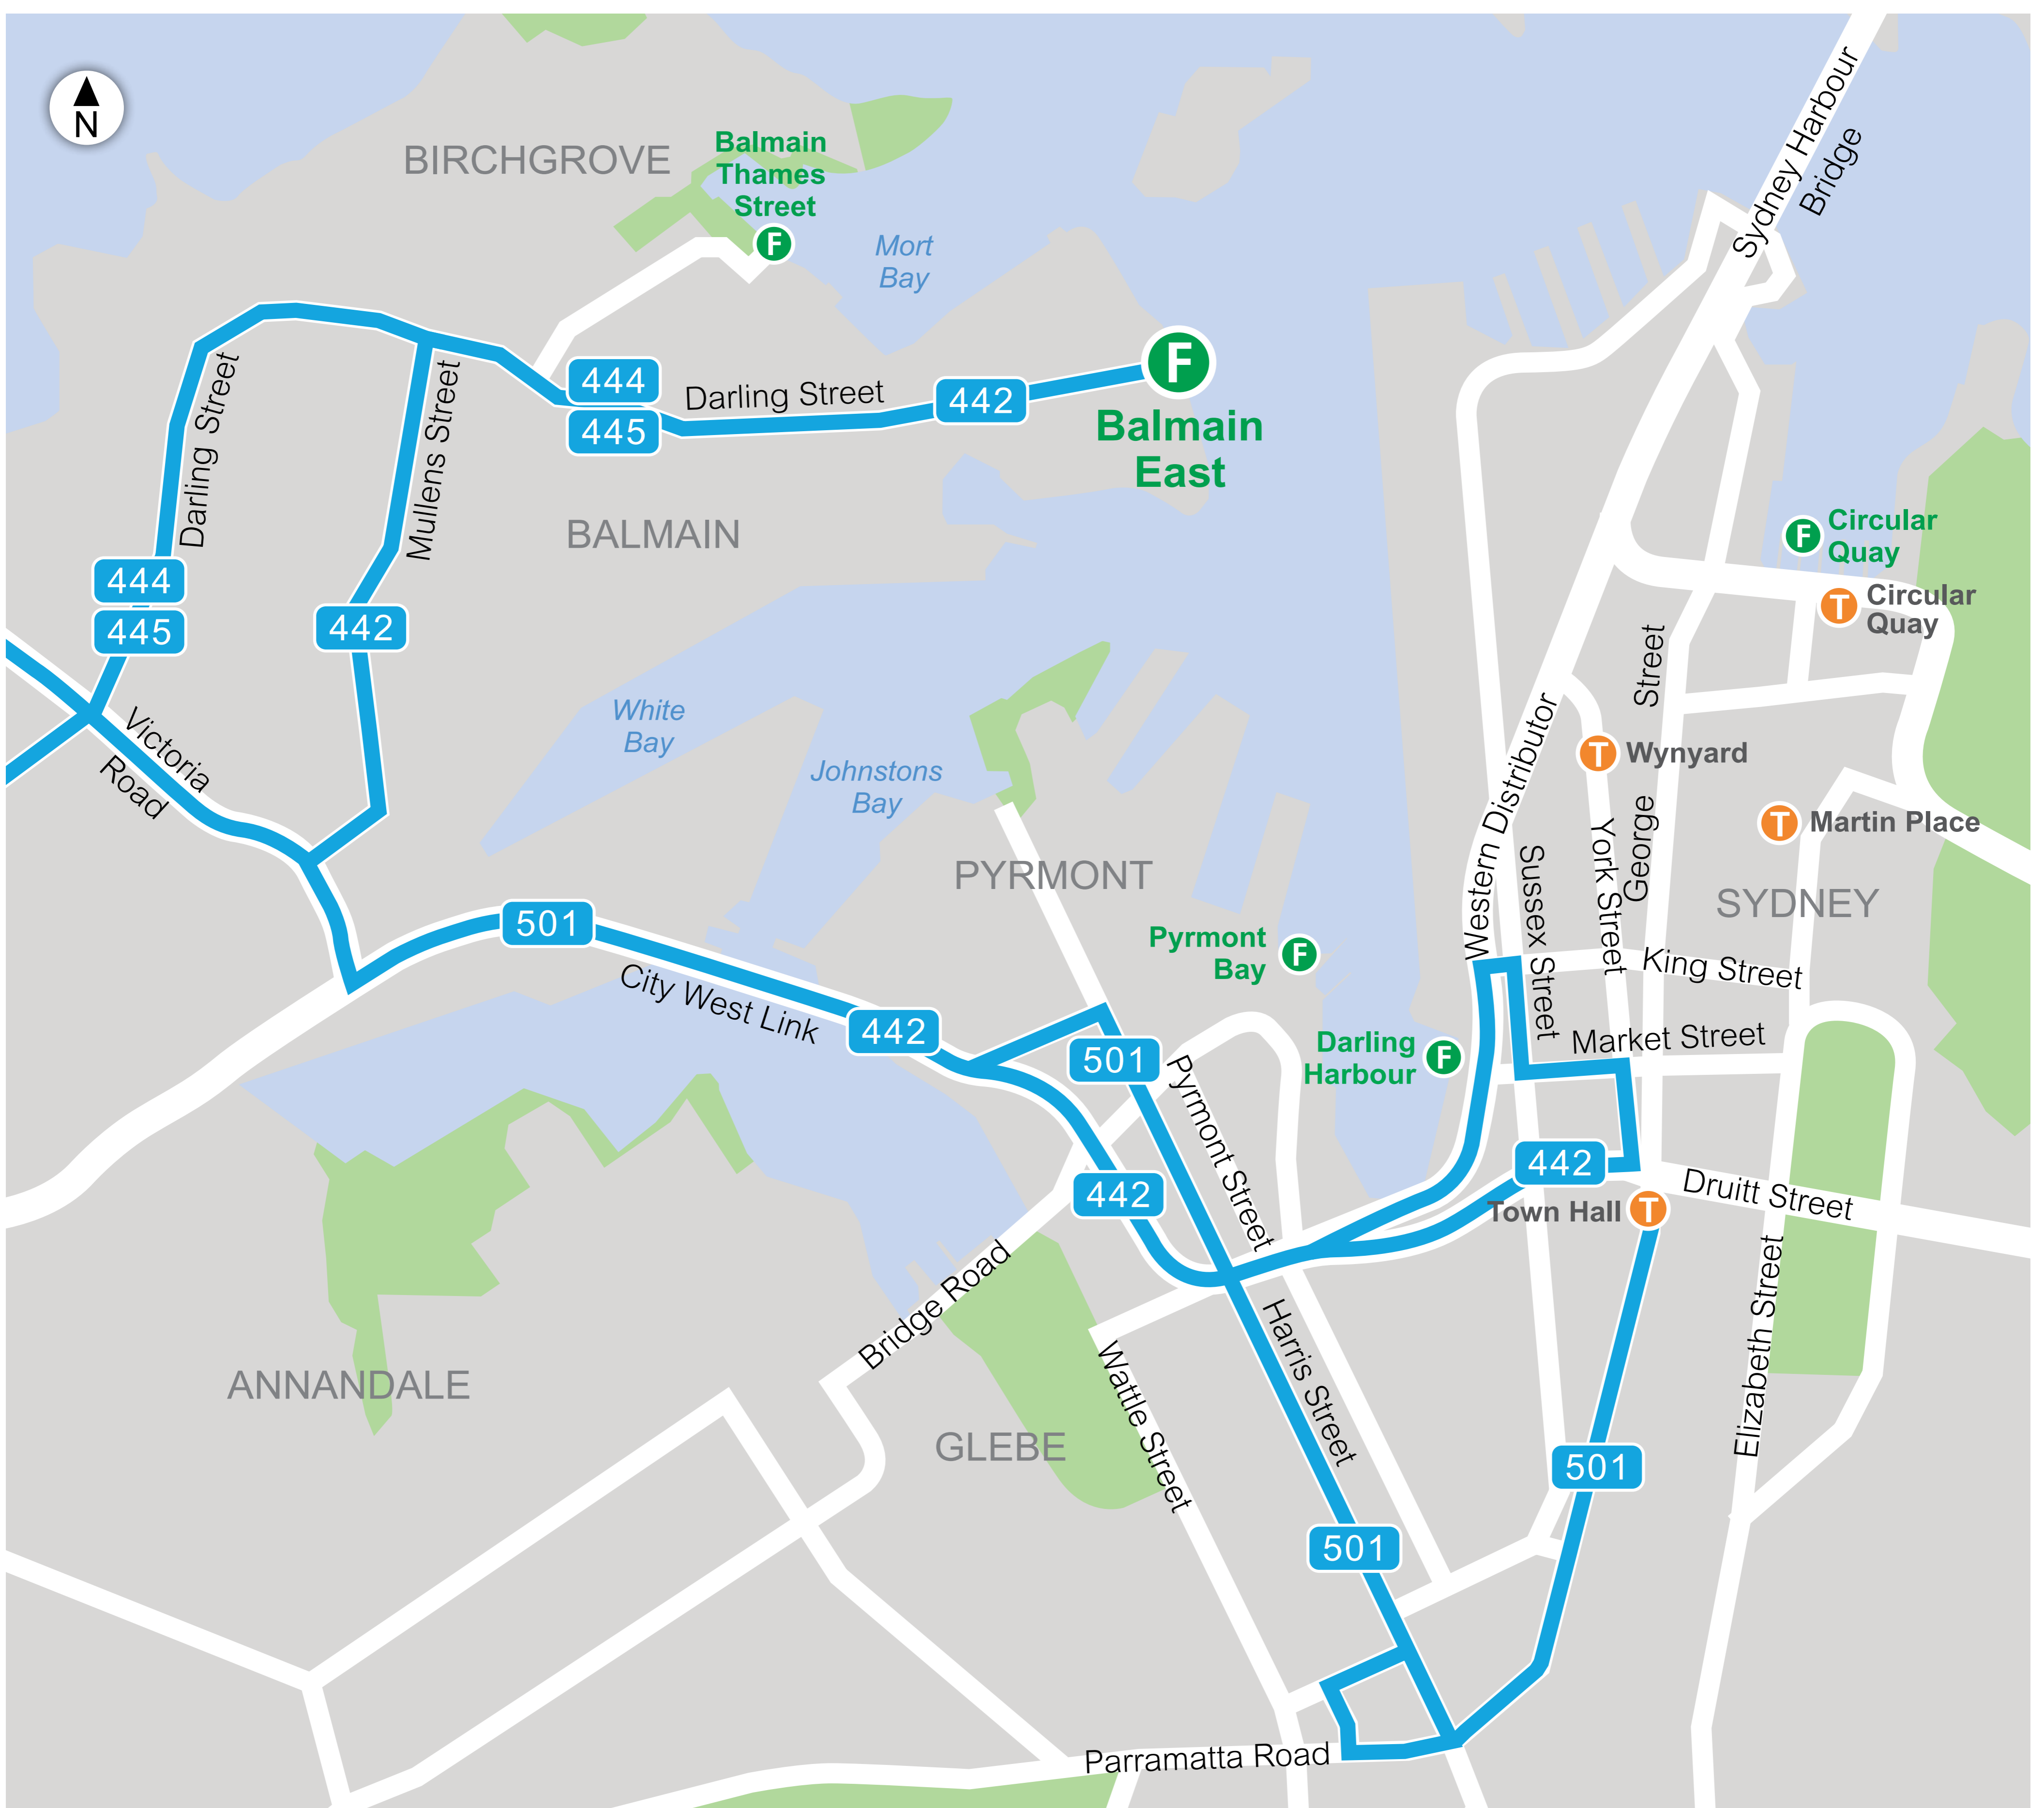 Sydney Harbour
Bridge
N
BIRCHGROVE
Balmain
Thames
Street
F
Mort
Bay
F
Balmain
East
444
445
Darling Street
442
Darling Street
Mullens Street
BALMAIN
444
445
442
Circular
Quay
F
T
Circular
Quay
Victoria
Road
White
Bay
Johnstons
Bay
Street
George
T
Wynyard
T
Martin Place
Western Distributor
Sussex Street
York Street
PYRMONT
SYDNEY
501
City West Link
442
Pyrmont
Bay
F
King Street
Market Street
Darling
Harbour
F
501
Pyrmont Street
442
442
Town Hall
T
Druitt Street
Bridge Road
Harris Street
Wattle Street
Elizabeth Street
ANNANDALE
GLEBE
501
501
Parramatta Road